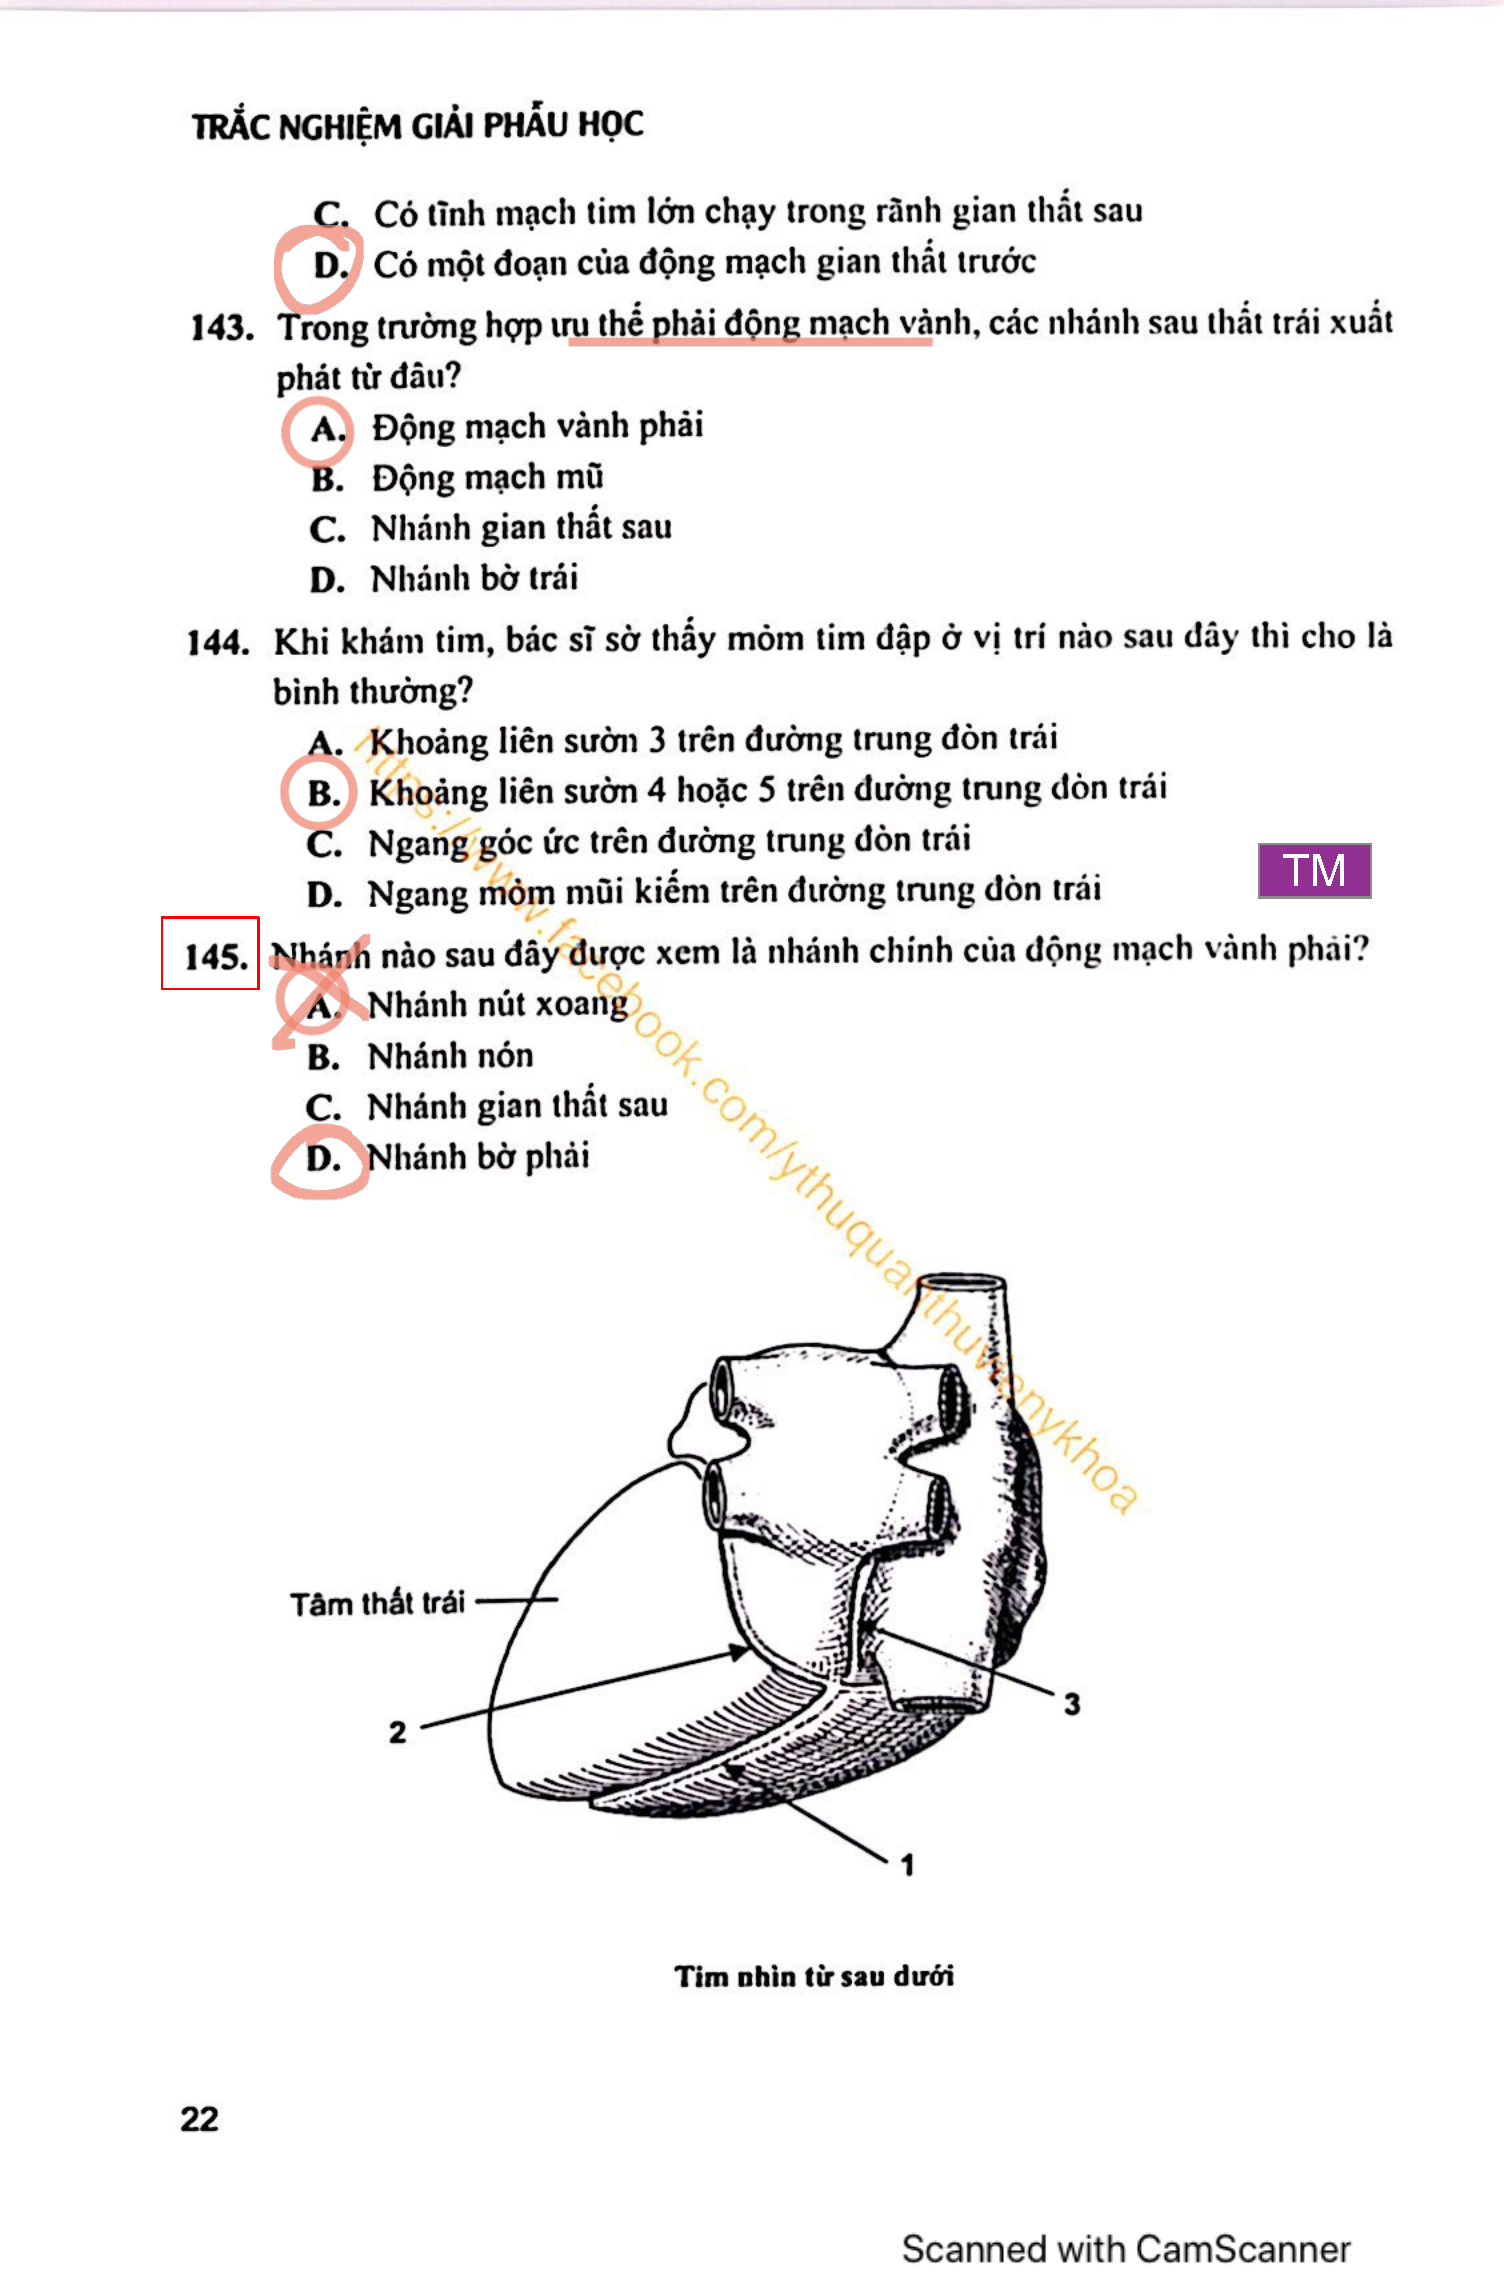 TRẮC NGHIỆM GIẢI PHẪU HỌC
C. Có tĩnh mạch tim lớn chạy trong rãnh gian thất sau
D. Có một đoạn của động mạch gian thất trước
143. Trong trường hợp ưu thế phải động mạch vành, các nhánh sau thất trái xuất
phát từ đâu?
A. Động mạch vành phải
B. Động mạch mũ
C. Nhánh gian thất sau
D. Nhánh bờ trái
144. Khi khám tim, bác sĩ sờ thấy mỏm tim đập ở vị trí nào sau đây thì cho là
bình thường?
A. Khoảng liên sườn 3 trên đường trung đòn trái
B. Khoảng liên sườn 4 hoặc 5 trên đường trung đòn trái
C. Ngang góc ức trên đường trung đòn trái
TM
D. Ngang mỏm mũi kiếm trên đường trung đòn trái
145. Nhánh nào sau đây được xem là nhánh chính của động mạch vành phải?
A. Nhánh nút xoang
B. Nhánh nón
C. Nhánh gian thất sau
D. Nhánh bờ phải
https://www.facebook.com/ythuquanthuvienykhoa
Tâm thất trái
2
3
1
Tim nhìn từ sau dưới
22
Scanned with CamScanner